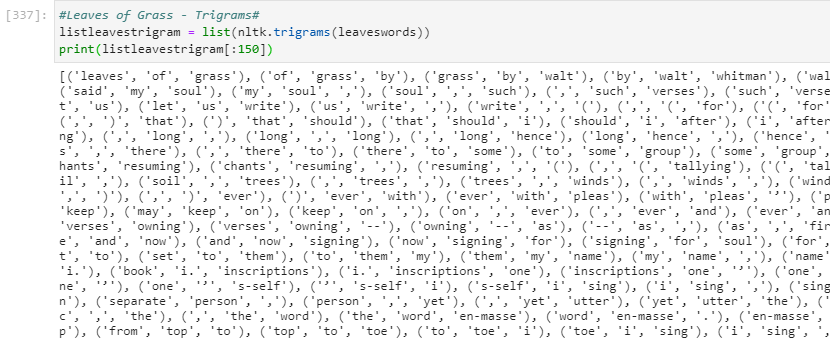 [337]: #Leaves of Grass - Trigrams#
listleavestrigram = list(nltk.trigrams(leaveswords))
print(listleavestrigram[:150])
[('leaves', 'of', 'grass'), ('of', 'grass', 'by'), ('grass', 'by', 'walt'), ('by', 'walt', 'whitman'), ('wal
('said', 'my', 'soul'), ('my', 'soul', ','), ('soul', ',', 'such'), (',', 'such', 'verses'), ('such', 'verse
t', 'us'), ('let', 'us', 'write'), ('us', 'write', ','), ('write', ',', '('), (',', '(', 'for'), ('(', 'for'
(',', ')', 'that'), (')', 'that', 'should'), ('that', 'should', 'i'), ('should', 'i', 'after'), ('i', 'after
ng'), (',', 'long', ','), ('long', ',', 'long'), (',', 'long', 'hence'), ('long', 'hence', ','), ('hence', '
s', ',', 'there'), (',', 'there', 'to'), ('there', 'to', 'some'), ('to', 'some', 'group'), ('some', 'group',
hants', 'resuming'), ('chants', 'resuming', ','), ('resuming', ',', '('), (',', '(', 'tallying'), ('(', 'tal
il', ','), ('soil', ',', 'trees'), (',', 'trees', ','), ('trees', ',', 'winds'), (',', 'winds', ','), ('wind
',', ')'), (',', ')', 'ever'), (')', 'ever', 'with'), ('ever', 'with', 'pleas'), ('with', 'pleas', '’'), ('p
'keep'), ('may', 'keep', 'on'), ('keep', 'on', ','), ('on', ',', 'ever'), (',', 'ever', 'and'), ('ever', 'an
'verses', 'owning'), ('verses', 'owning', '--'), ('owning', '--', 'as'), ('--', 'as', ','), ('as', ',', 'fir
e', 'and', 'now'), ('and', 'now', 'signing'), ('now', 'signing', 'for'), ('signing', 'for', 'soul'), ('for',
t', 'to'), ('set', 'to', 'them'), ('to', 'them', 'my'), ('them', 'my', 'name'), ('my', 'name', ','), ('name'
'i.'), ('book', 'i.', 'inscriptions'), ('i.', 'inscriptions', 'one'), ('inscriptions', 'one', '’'), ('one',
ne', '’'), ('one', '’', 's-self'), ('’', 's-self', 'i'), ('s-self', 'i', 'sing'), ('i', 'sing', ','), ('sing
n'), ('separate', 'person', ','), ('person', ',', 'yet'), (',', 'yet', 'utter'), ('yet', 'utter', 'the'), ('
c', ',', 'the'), (',', 'the', 'word'), ('the', 'word', 'en-masse'), ('word', 'en-masse', '.'), ('en-masse',
p'), ('from', 'top', 'to'), ('top', 'to', 'toe'), ('to', 'toe', 'i'), ('toe', 'i', 'sing'), ('i', 'sing', ',